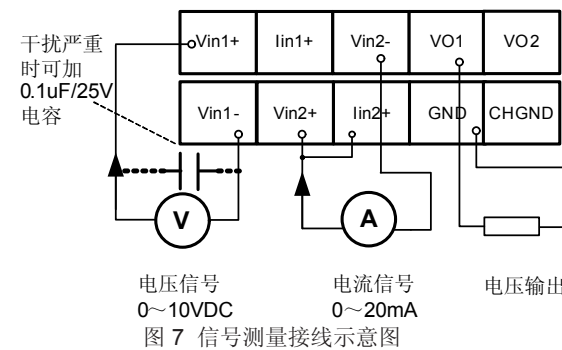 干扰严重
时可加
0.1uF/25V
电容
Vin1+ Iin1+ Vin2- VO1 VO2
Vin1- Vin2+ Iin2+ GND CHGND
V A
电压信号 电流信号 电压输出
0～10VDC 0～20mA
图 7 信号测量接线示意图